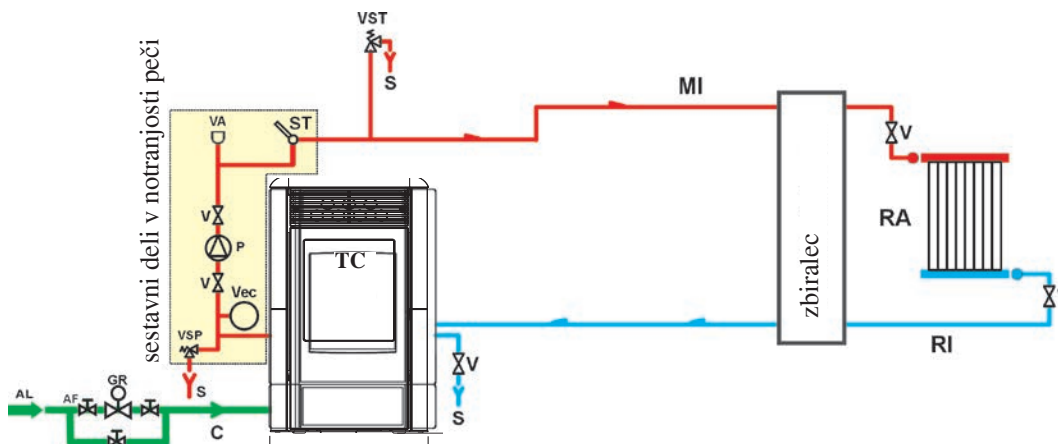 VST
S
MI
sestavni deli v notranjosti peči
VA
ST
V
V
P
V
Vec
VSP
S
TC
zbiralec
RA
V
S
RI
AL
AF
GR
C